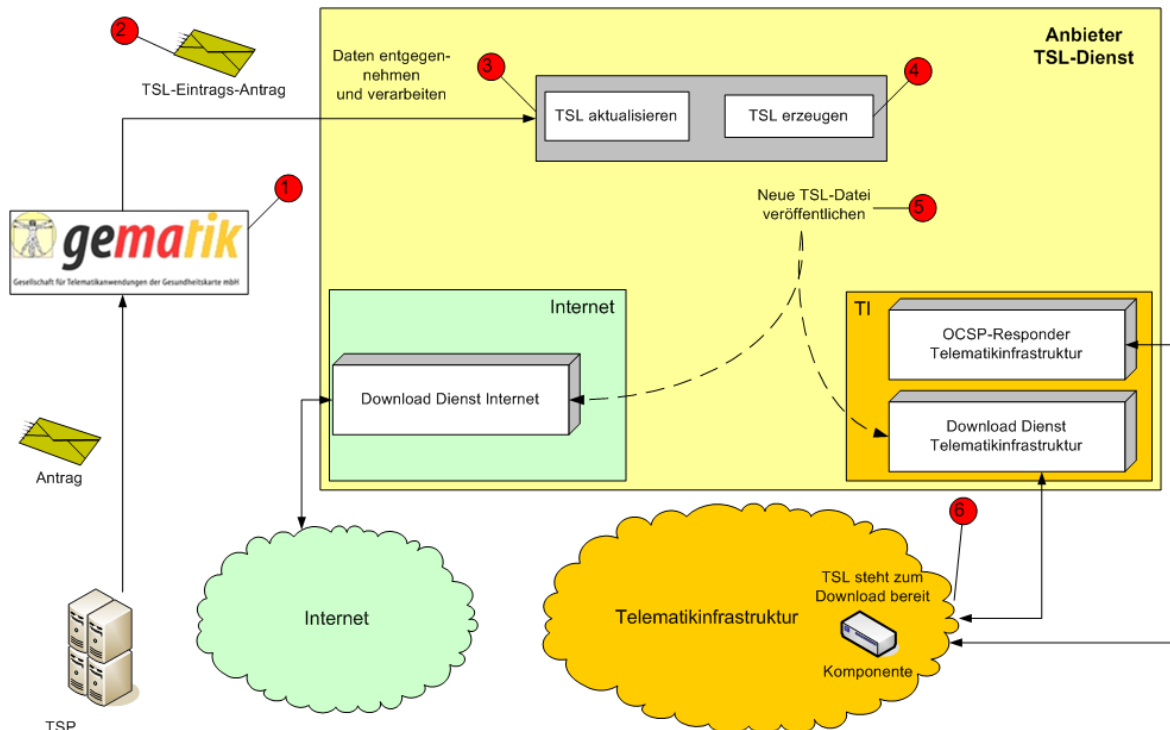 2
TSL-Eintrags-Antrag
Daten entgegen-
nehmen
und verarbeiten
3
4
Anbieter
TSL-Dienst
TSL aktualisieren
TSL erzeugen
1
gematik
Gesellschaft für Telematikanwendungen der Gesundheitskarte mbH
Neue TSL-Datei
veröffentlichen
5
Internet
TI
OCSP-Responder
Telematikinfrastruktur
Download Dienst Internet
Download Dienst
Telematikinfrastruktur
Antrag
6
TSL steht zum
Download bereit
Internet
Telematikinfrastruktur
Komponente
TSP